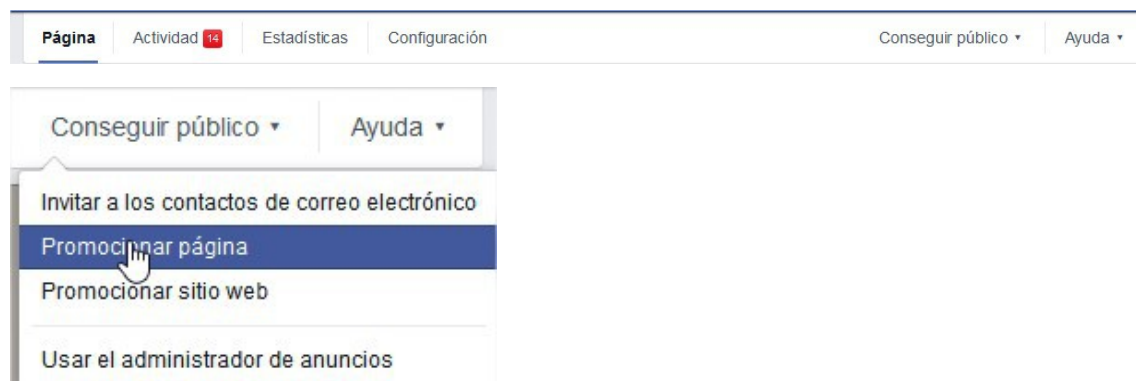 Página Actividad 14 Estadísticas Configuración Conseguir público Ayuda
Conseguir público Ayuda
Invitar a los contactos de correo electrónico
Promocionar página
Promocionar sitio web
Usar el administrador de anuncios